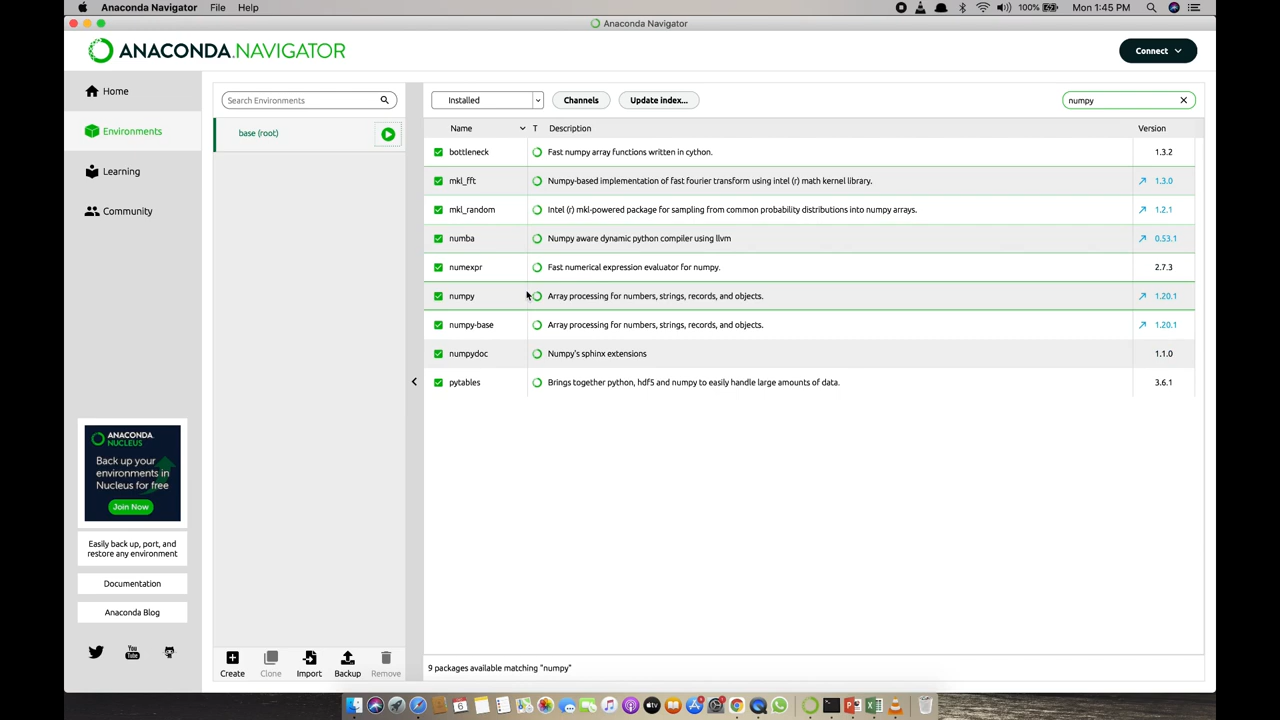 Anaconda Navigator File Help
100%
Mon 1:45 PM
Anaconda Navigator
ANACONDA.NAVIGATOR
Connect
Home
Environments
Learning
Community
Search Environments
base (root)
Installed
Channels
Update index...
numpy
Name T Description Version
bottleneck Fast numpy array functions written in cython. 1.3.2
mkl_fft Numpy-based implementation of fast fourier transform using intel (r) math kernel library. 1.3.0
mkl_random Intel (r) mkl-powered package for sampling from common probability distributions into numpy arrays. 1.2.1
numba Numpy aware dynamic python compiler using llvm 0.53.1
numexpr Fast numerical expression evaluator for numpy. 2.7.3
numpy Array processing for numbers, strings, records, and objects. 1.20.1
numpy-base Array processing for numbers, strings, records, and objects. 1.20.1
numpydoc Numpy's sphinx extensions 1.1.0
pytables Brings together python, hdf5 and numpy to easily handle large amounts of data. 3.6.1
ANACONDA.
NUCLEUS
Back up your
environments in
Nucleus for free
Join Now
Easily back up, port, and
restore any environment
Documentation
Anaconda Blog
You
Tube
Create Clone Import Backup Remove
9 packages available matching "numpy"